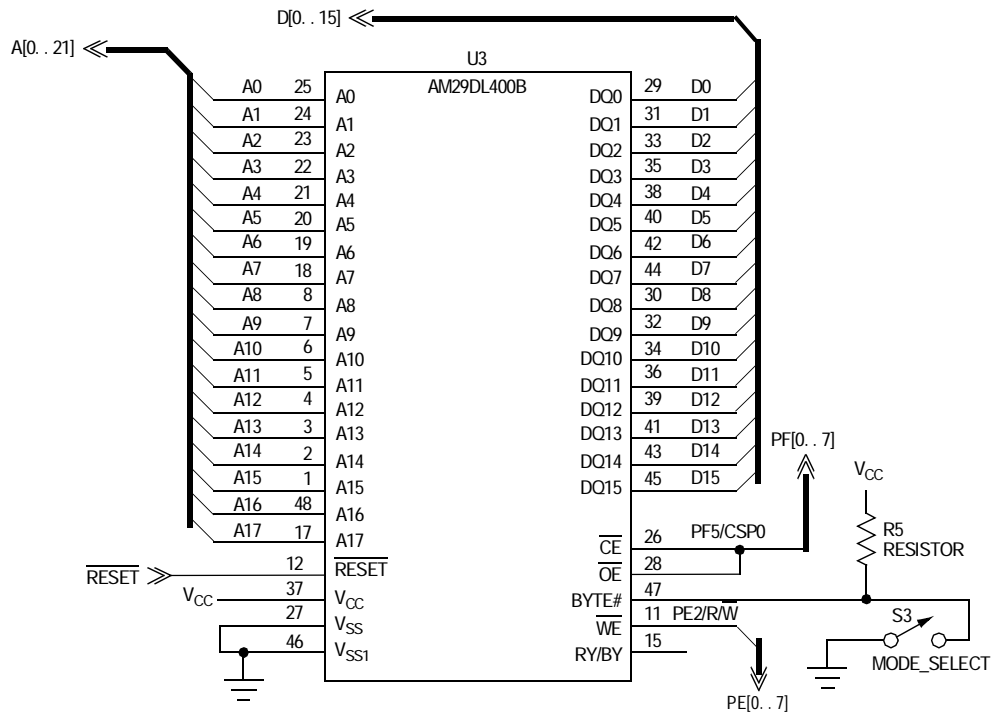 D[0. . 15]
A[0. . 21]
U3
AM29DL400B
A0 25 A0 DQ0 29 D0
A1 24 A1 DQ1 31 D1
A2 23 A2 DQ2 33 D2
A3 22 A3 DQ3 35 D3
A4 21 A4 DQ4 38 D4
A5 20 A5 DQ5 40 D5
A6 19 A6 DQ6 42 D6
A7 18 A7 DQ7 44 D7
A8 8 A8 DQ8 30 D8
A9 7 A9 DQ9 32 D9
A10 6 A10 DQ10 34 D10
A11 5 A11 DQ11 36 D11
A12 4 A12 DQ12 39 D12
A13 3 A13 DQ13 41 D13
A14 2 A14 DQ14 43 D14
A15 1 A15 DQ15 45 D15
A16 48 A16
A17 17 A17
PF[0. . 7]
VCC
R5
RESISTOR
CE 26 PF5/CSP0
RESET 12 RESET OE 28
VCC 37 VCC BYTE# 47
27 VSS WE 11 PE2/R/W
46 VSS1 RY/BY 15
S3
MODE_SELECT
PE[0. . 7]